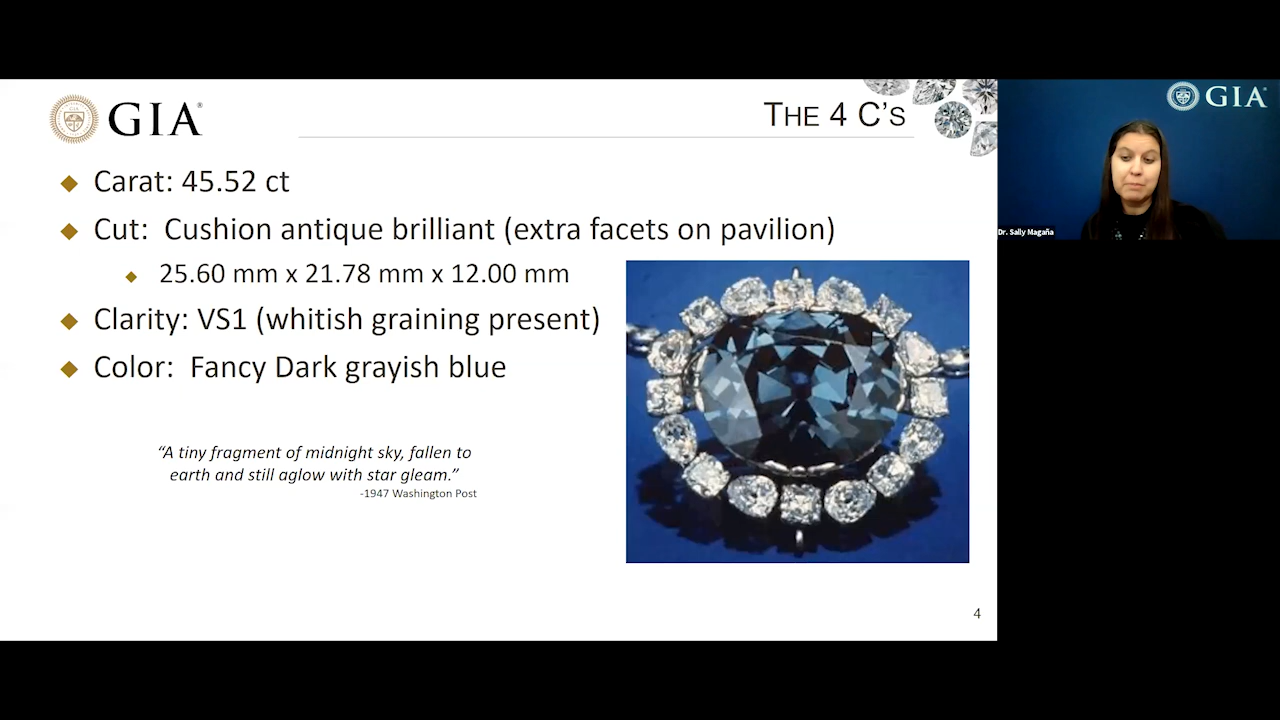 GIA®
THE 4 C'S
Carat: 45.52 ct
Cut: Cushion antique brilliant (extra facets on pavilion)
25.60 mm x 21.78 mm x 12.00 mm
Clarity: VS1 (whitish graining present)
Color: Fancy Dark grayish blue
“A tiny fragment of midnight sky, fallen to
earth and still aglow with star gleam.”
-1947 Washington Post
4
GIA®
Dr. Sally Magaña